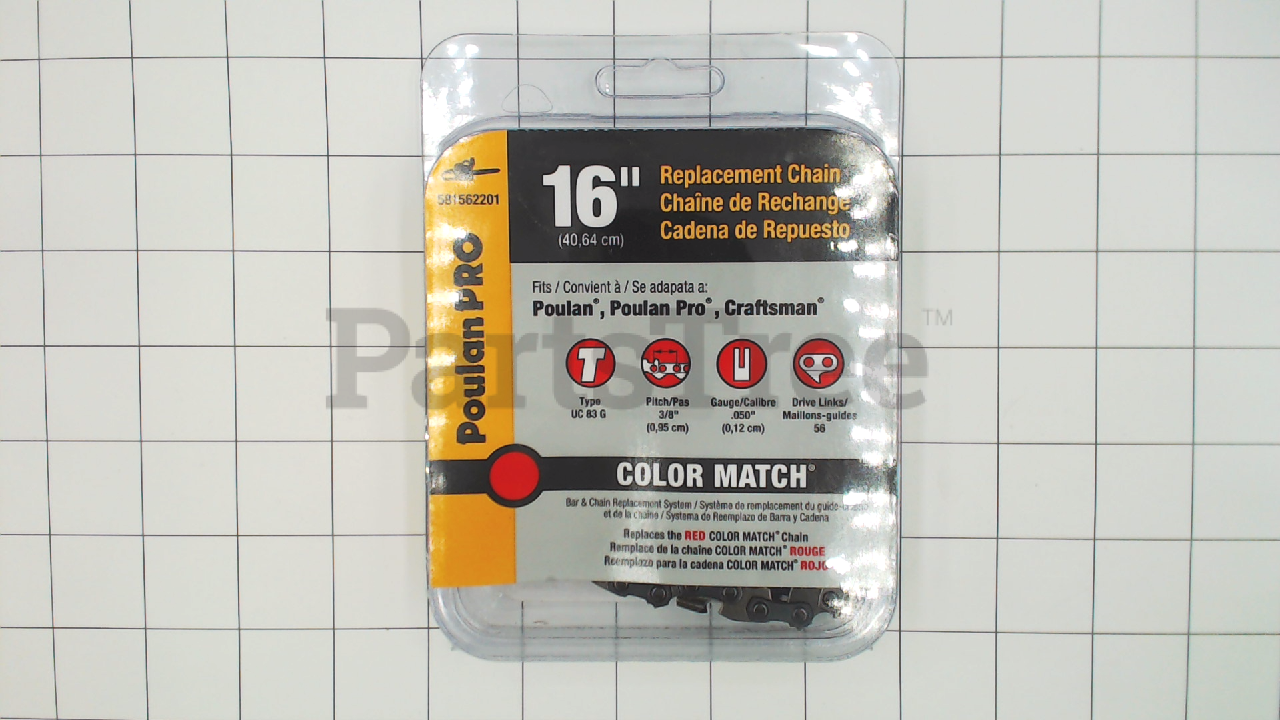 581562201
Poulan PRO
16"
(40,64 cm)
Replacement Chain
Chaîne de Rechange
Cadena de Repuesto
Fits / Convient à / Se adapata a:
Poulan®, Poulan Pro®, Craftsman®
T
Type
UC 83 G
Pitch/Pas
3/8"
(0,95 cm)
Gauge/Calibre
.050"
(0,12 cm)
Drive Links/
Maillons-guides
56
PartsTree™
COLOR MATCH®
Bar & Chain Replacement System / Système de remplacement du guide-
et de la chaîne / Systema de Reemplazo de Barra y Cadena
Replaces the RED COLOR MATCH® Chain
Remplace de la chaîne COLOR MATCH® ROUGE
Reemplazo para la cadena COLOR MATCH® ROJO